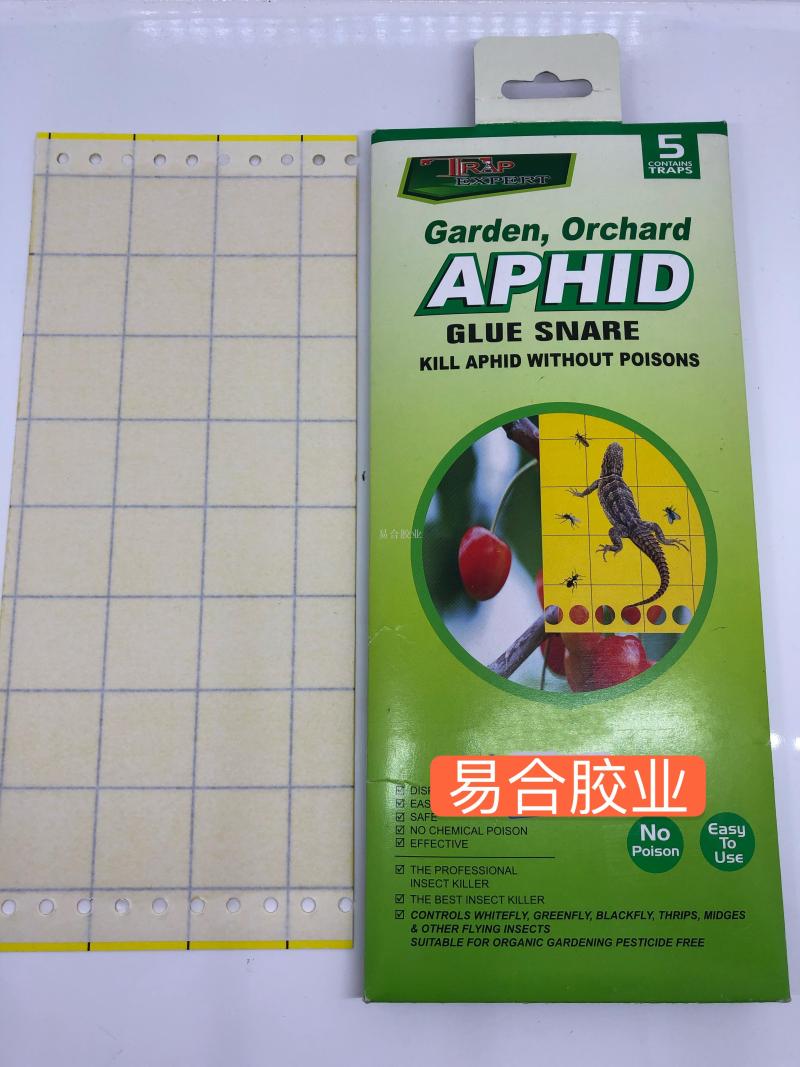 5
CONTAINS
TRAPS
TRAP
EXPERT
Garden, Orchard
APHID
GLUE SNARE
KILL APHID WITHOUT POISONS
易合胶业
易合胶业
SAFE
NO CHEMICAL POISON
EFFECTIVE
No
Poison
Easy
To
Use
THE PROFESSIONAL
INSECT KILLER
THE BEST INSECT KILLER
CONTROLS WHITEFLY, GREENFLY, BLACKFLY, THRIPS, MIDGES
& OTHER FLYING INSECTS
SUITABLE FOR ORGANIC GARDENING PESTICIDE FREE